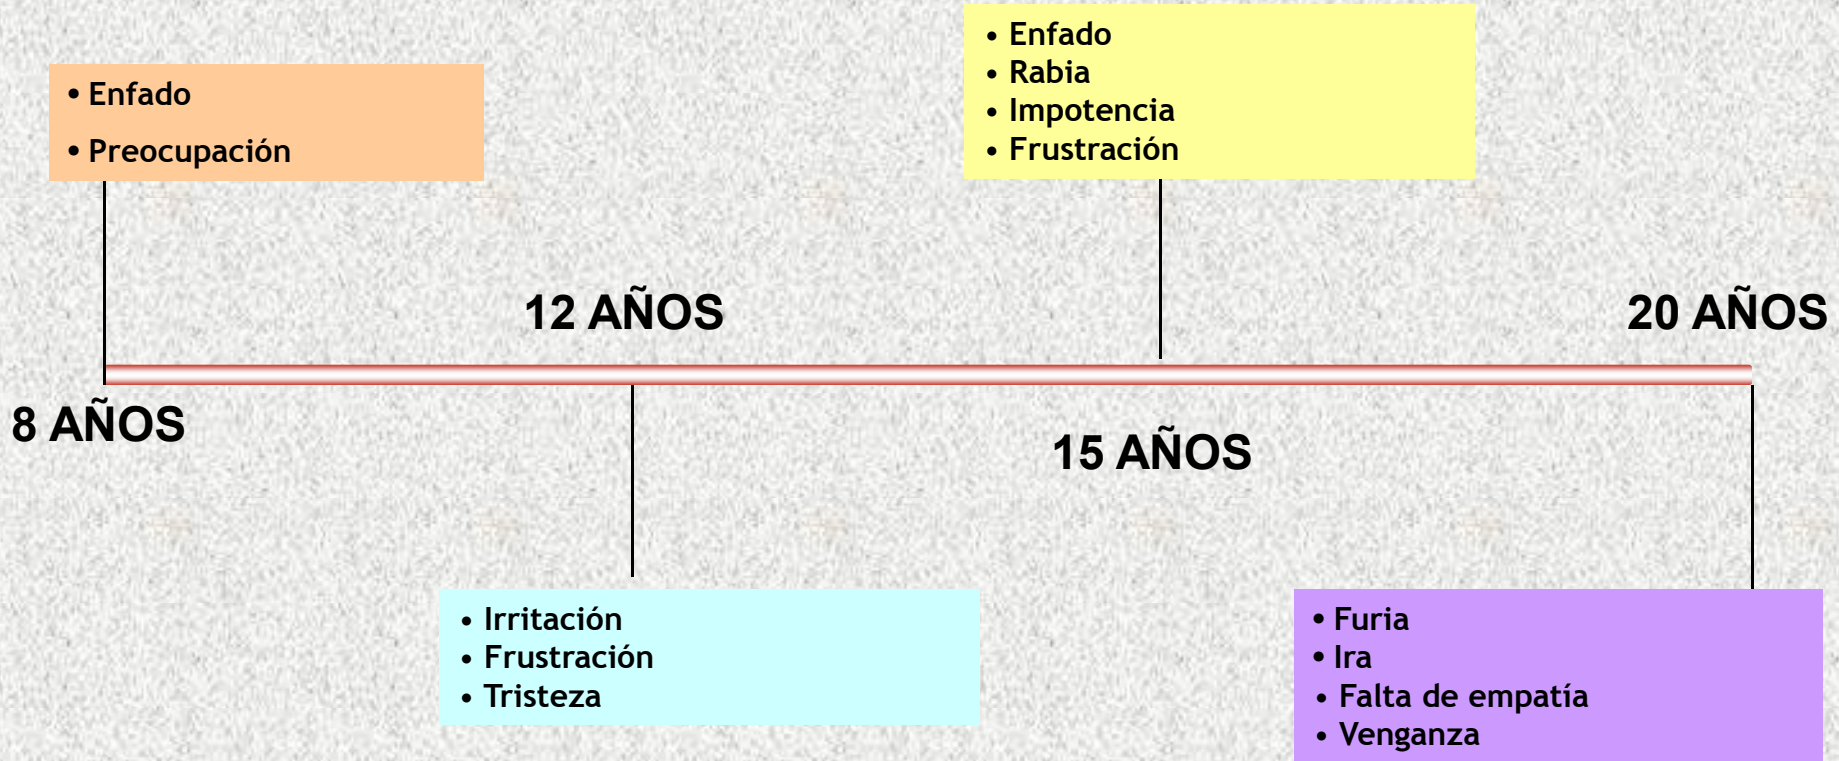 • Enfado
• Preocupación
• Enfado
• Rabia
• Impotencia
• Frustración
12 AÑOS
20 AÑOS
8 AÑOS
15 AÑOS
• Irritación
• Frustración
• Tristeza
• Furia
• Ira
• Falta de empatía
• Venganza